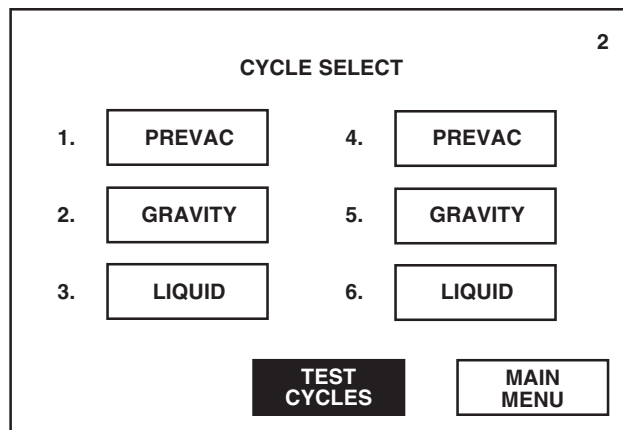 2
CYCLE SELECT
1. PREVAC 4. PREVAC
2. GRAVITY 5. GRAVITY
3. LIQUID 6. LIQUID
TEST
CYCLES
MAIN
MENU